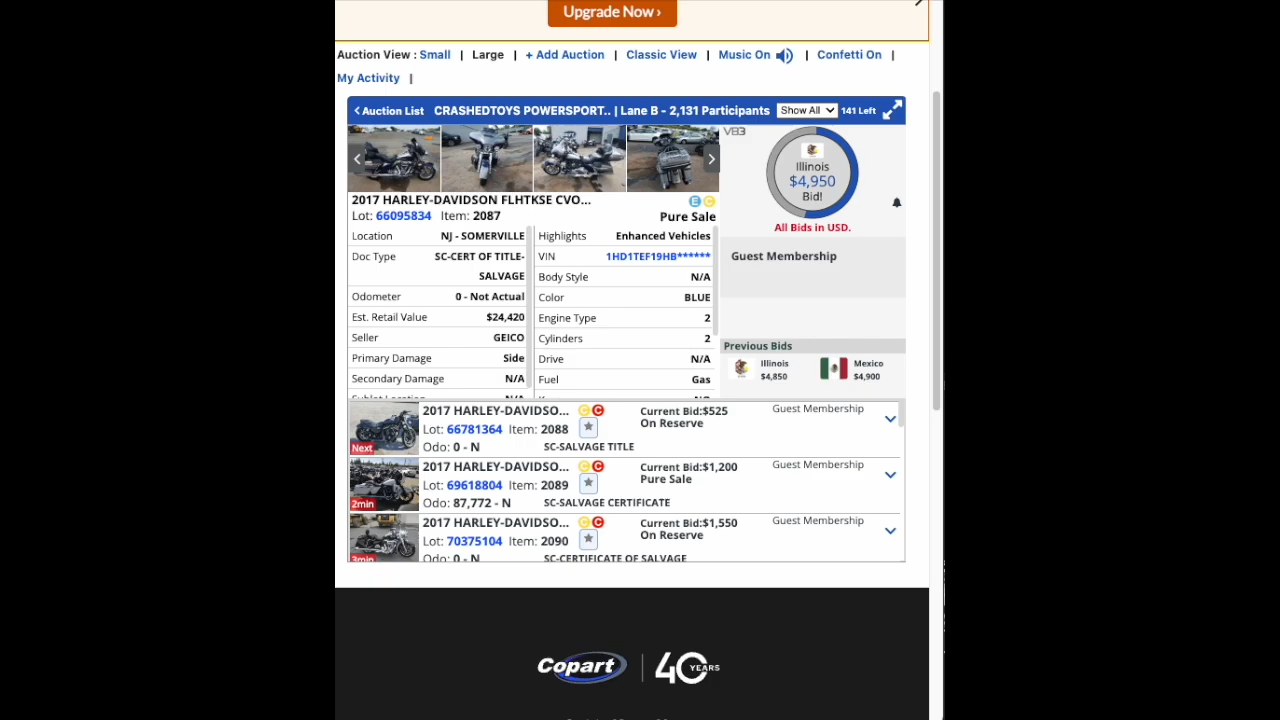 Upgrade Now ›
Auction View : Small | Large | + Add Auction | Classic View | Music On | Confetti On |
My Activity |
Auction List CRASHEDTOYS POWERSPORT.. | Lane B - 2,131 Participants Show All 141 Left
V83
Illinois
$4,950
Bid!
All Bids in USD.
Guest Membership
Previous Bids
Illinois
$4,850
Mexico
$4,900
2017 HARLEY-DAVIDSON FLHTKSE CVO... E C
Lot: 66095834 Item: 2087 Pure Sale
Location NJ - SOMERVILLE
Doc Type SC-CERT OF TITLE-
SALVAGE
Odometer 0 - Not Actual
Est. Retail Value $24,420
Seller GEICO
Primary Damage Side
Secondary Damage N/A
Highlights Enhanced Vehicles
VIN 1HD1TEF19HB******
Body Style N/A
Color BLUE
Engine Type 2
Cylinders 2
Drive N/A
Fuel Gas
2017 HARLEY-DAVIDSO... C C Current Bid:$525 Guest Membership
Lot: 66781364 Item: 2088 On Reserve
Next Odo: 0 - N SC-SALVAGE TITLE
2017 HARLEY-DAVIDSO... C C Current Bid:$1,200 Guest Membership
Lot: 69618804 Item: 2089 Pure Sale
2min Odo: 87,772 - N SC-SALVAGE CERTIFICATE
2017 HARLEY-DAVIDSO... C C Current Bid:$1,550 Guest Membership
Lot: 70375104 Item: 2090 On Reserve
3min Odo: 0 - N SC-CERTIFICATE OF SALVAGE
Copart | 40 YEARS